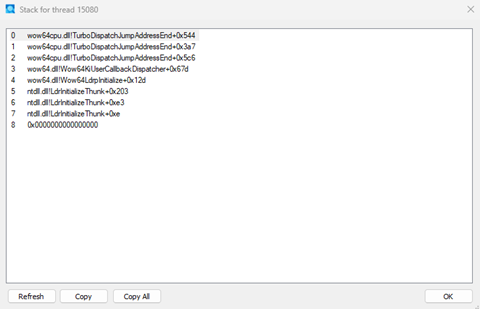 Stack for thread 15080
0 wow64cpu.dll!TurboDispatchJumpAddressEnd+0x544
1 wow64cpu.dll!TurboDispatchJumpAddressEnd+0x3a7
2 wow64cpu.dll!TurboDispatchJumpAddressEnd+0x5c6
3 wow64.dll!Wow64KiUserCallbackDispatcher+0x67d
4 wow64.dll!Wow64LdrpInitialize+0x12d
5 ntdll.dll!LdrInitializeThunk+0x203
6 ntdll.dll!LdrInitializeThunk+0xe3
7 ntdll.dll!LdrInitializeThunk+0xe
8 0x0000000000000000
Refresh Copy Copy All OK